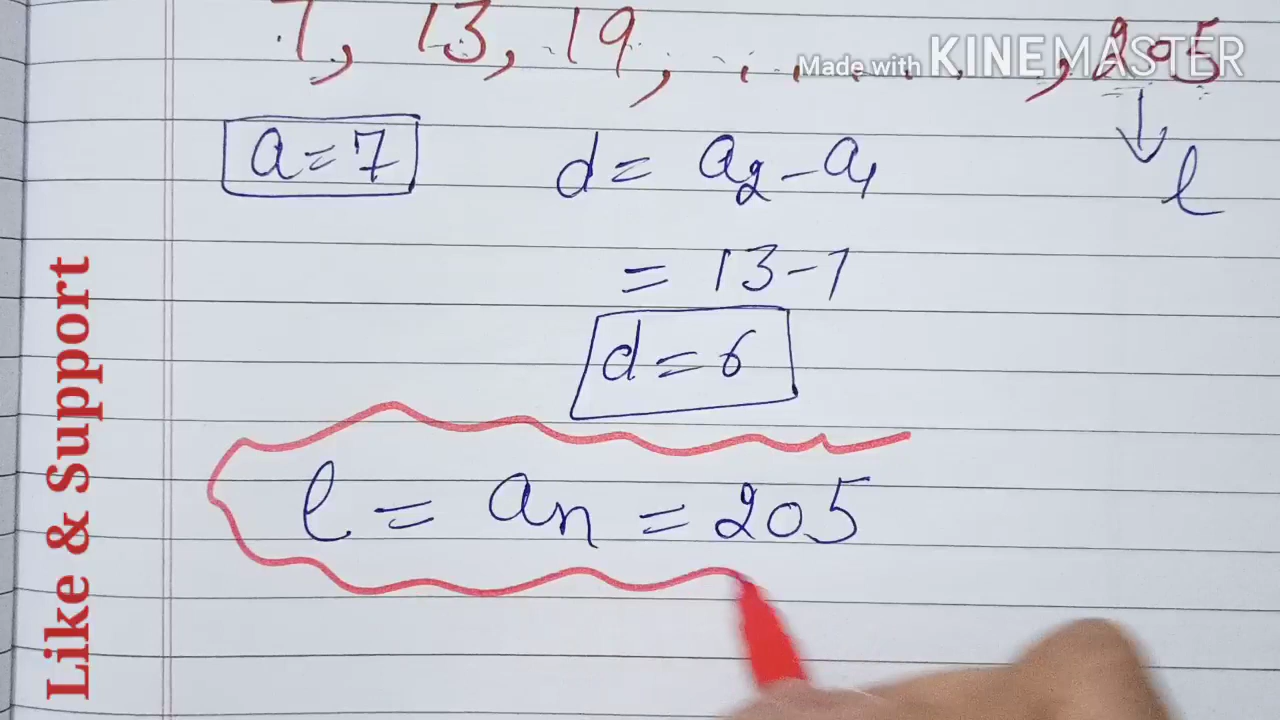 7, 13, 19, ........, 205
Made with KINEMASTER
a = 7
d = a2 - a1
l
= 13 - 7
d = 6
l = an = 205
Like & Support